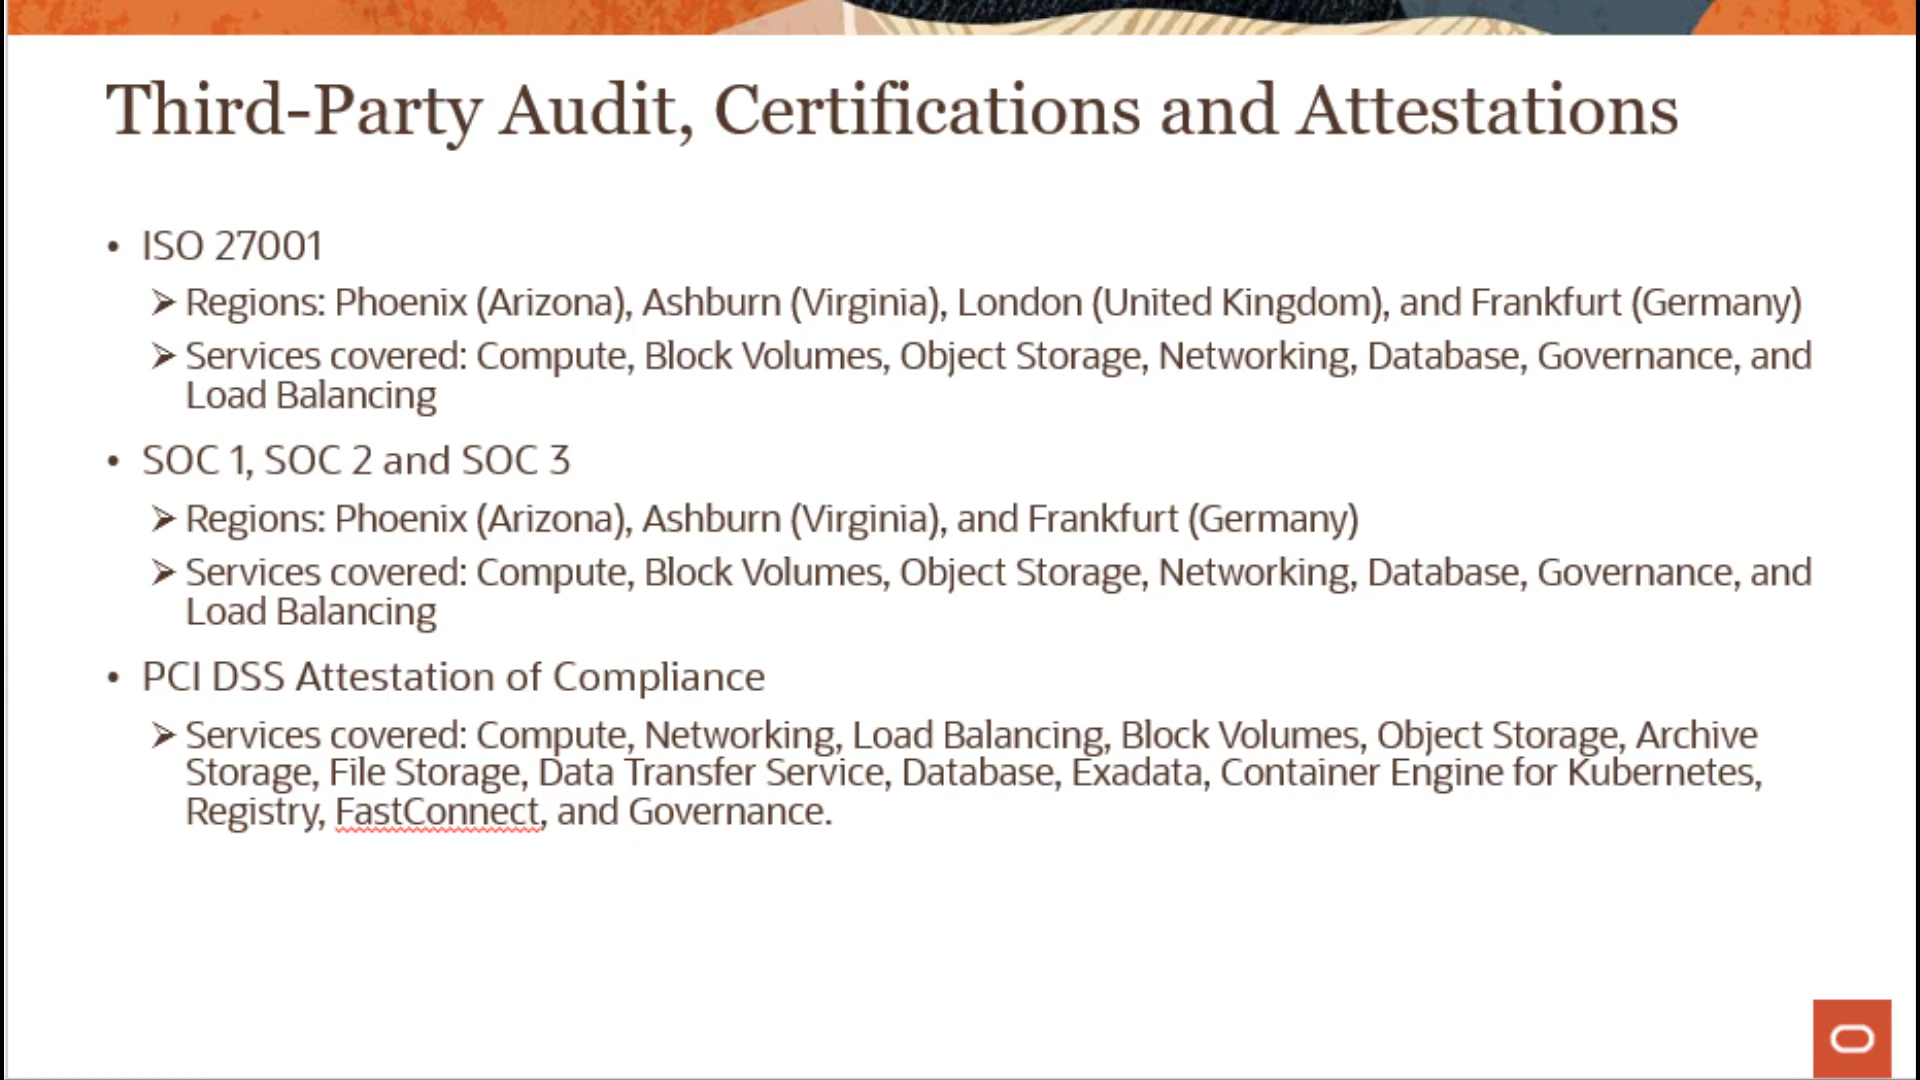 Third-Party Audit, Certifications and Attestations
• ISO 27001
➢ Regions: Phoenix (Arizona), Ashburn (Virginia), London (United Kingdom), and Frankfurt (Germany)
➢ Services covered: Compute, Block Volumes, Object Storage, Networking, Database, Governance, and
Load Balancing
• SOC 1, SOC 2 and SOC 3
➢ Regions: Phoenix (Arizona), Ashburn (Virginia), and Frankfurt (Germany)
➢ Services covered: Compute, Block Volumes, Object Storage, Networking, Database, Governance, and
Load Balancing
• PCI DSS Attestation of Compliance
➢ Services covered: Compute, Networking, Load Balancing, Block Volumes, Object Storage, Archive
Storage, File Storage, Data Transfer Service, Database, Exadata, Container Engine for Kubernetes,
Registry, FastConnect, and Governance.